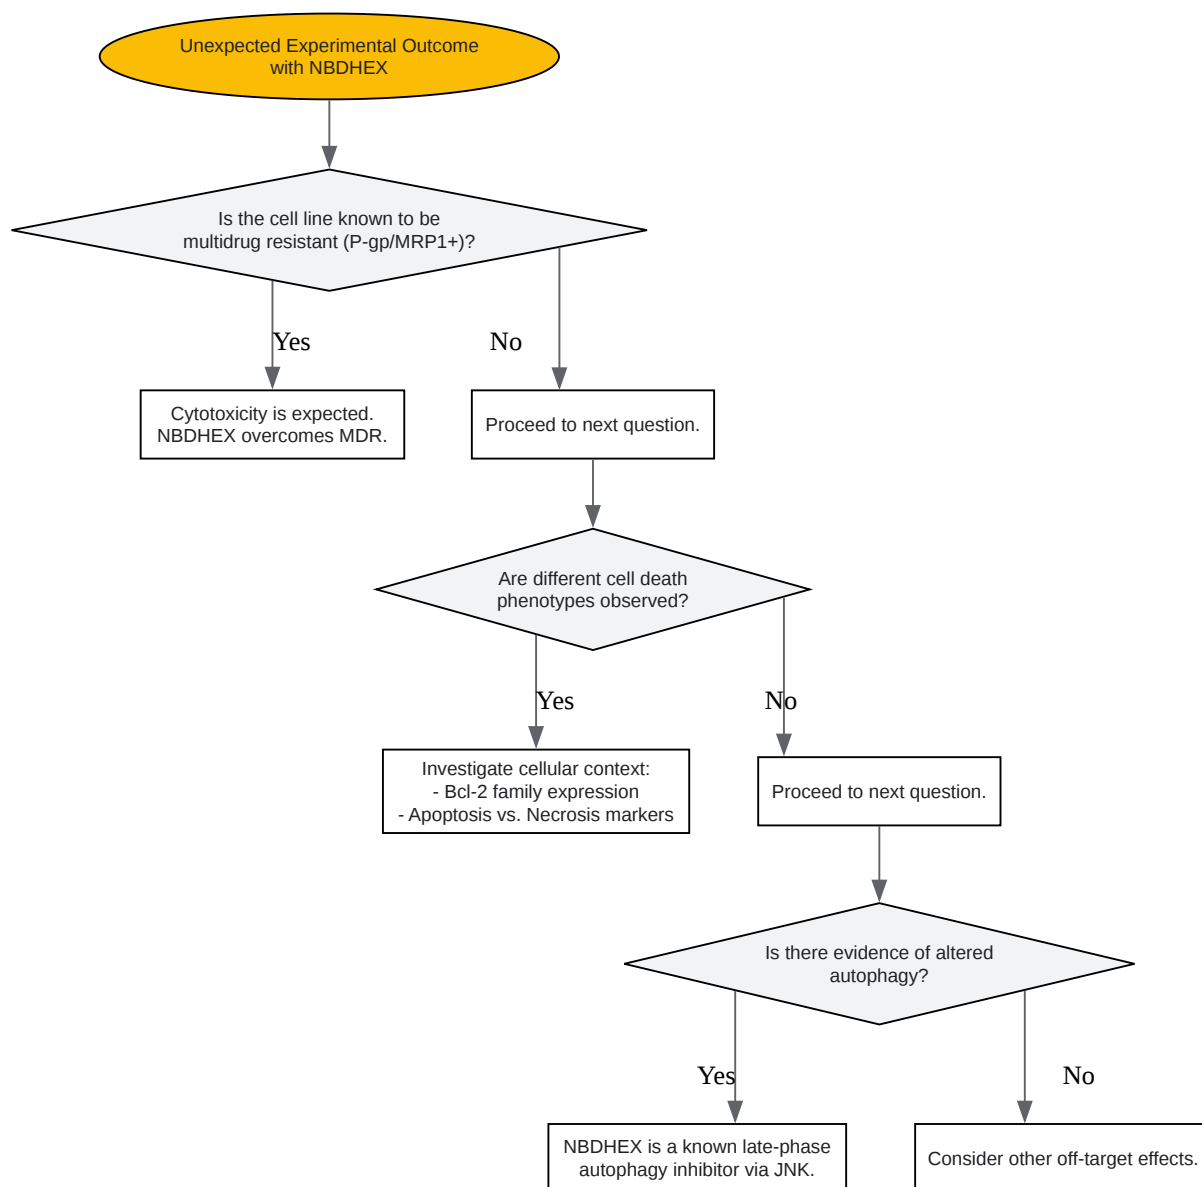 Unexpected Experimental Outcome
with NBDHEX
Is the cell line known to be
multidrug resistant (P-gp/MRP1+)?
Yes
No
Cytotoxicity is expected.
NBDHEX overcomes MDR.
Proceed to next question.
Are different cell death
phenotypes observed?
Yes
No
Investigate cellular context:
- Bcl-2 family expression
- Apoptosis vs. Necrosis markers
Proceed to next question.
Is there evidence of altered
autophagy?
Yes
No
NBDHEX is a known late-phase
autophagy inhibitor via JNK.
Consider other off-target effects.